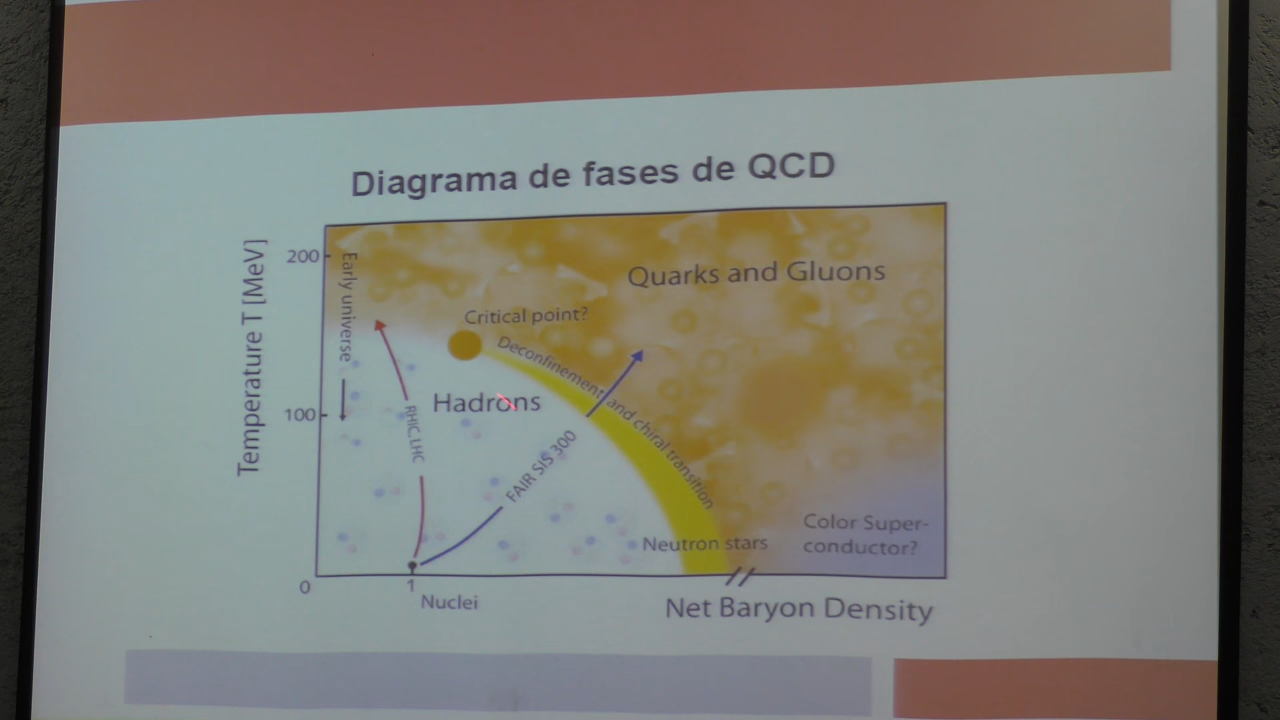 Diagrama de fases de QCD
Temperature T [MeV]
200
100
0
Early universe
Quarks and Gluons
Critical point?
Deconfinement and chiral transition
Hadrons
RHIC, LHC
FAIR SIS 300
Neutron stars
Color Super-
conductor?
1
Nuclei
Net Baryon Density